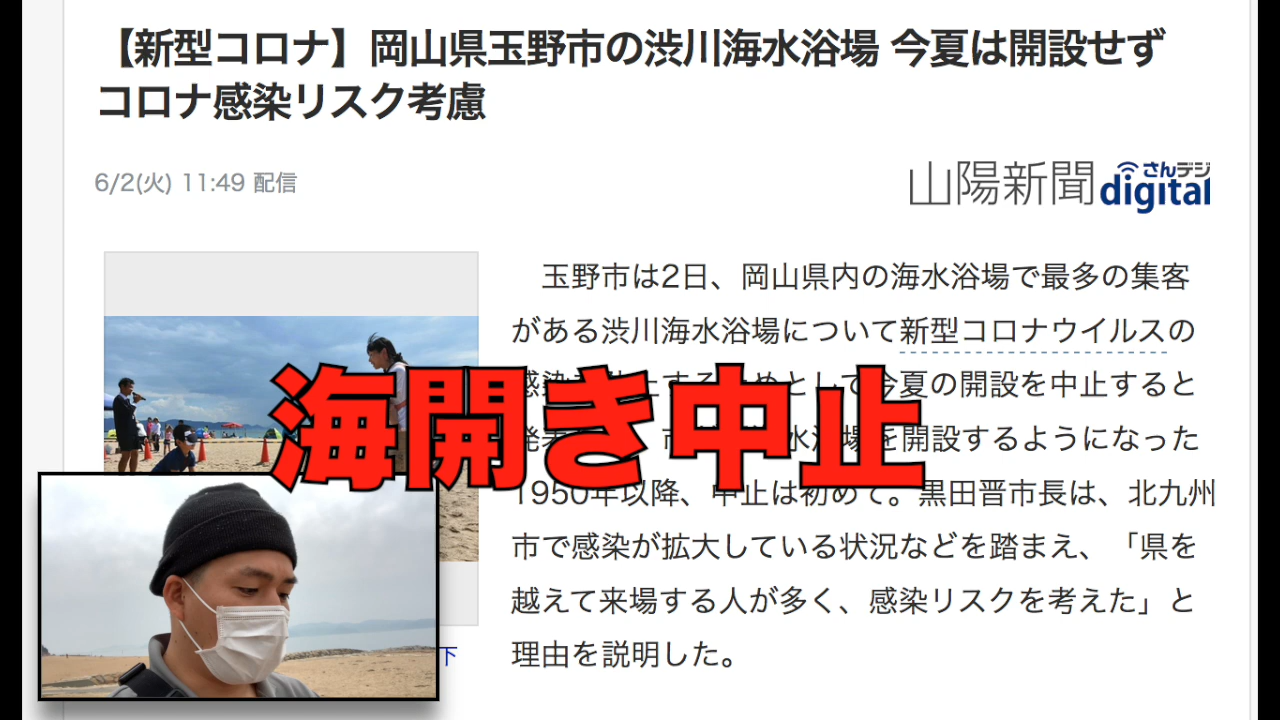 【新型コロナ】岡山県玉野市の渋川海水浴場 今夏は開設せず
コロナ感染リスク考慮
6/2(火) 11:49 配信
山陽新聞 さんデジ
digital
玉野市は2日、岡山県内の海水浴場で最多の集客
がある渋川海水浴場について新型コロナウイルスの
今夏の開設を中止すると
を開設するようになった
海開き中止
1950年以降、中止は初めて。黒田晋市長は、北九州
市で感染が拡大している状況などを踏まえ、「県を
越えて来場する人が多く、感染リスクを考えた」と
理由を説明した。
下